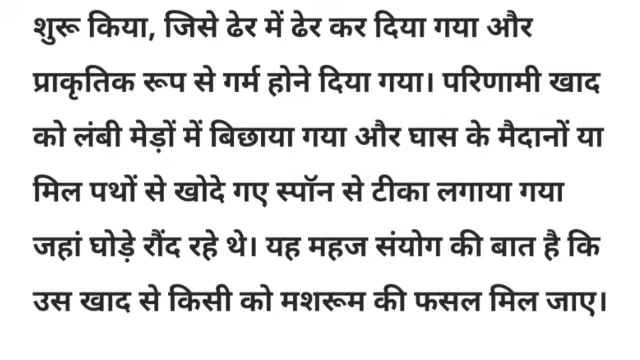 शुरू किया, जिसे ढेर में ढेर कर दिया गया और
प्राकृतिक रूप से गर्म होने दिया गया। परिणामी खाद
को लंबी मेड़ों में बिछाया गया और घास के मैदानों या
मिल पथों से खोदे गए स्पॉन से टीका लगाया गया
जहां घोड़े रौंद रहे थे। यह महज संयोग की बात है कि
उस खाद से किसी को मशरूम की फसल मिल जाए।